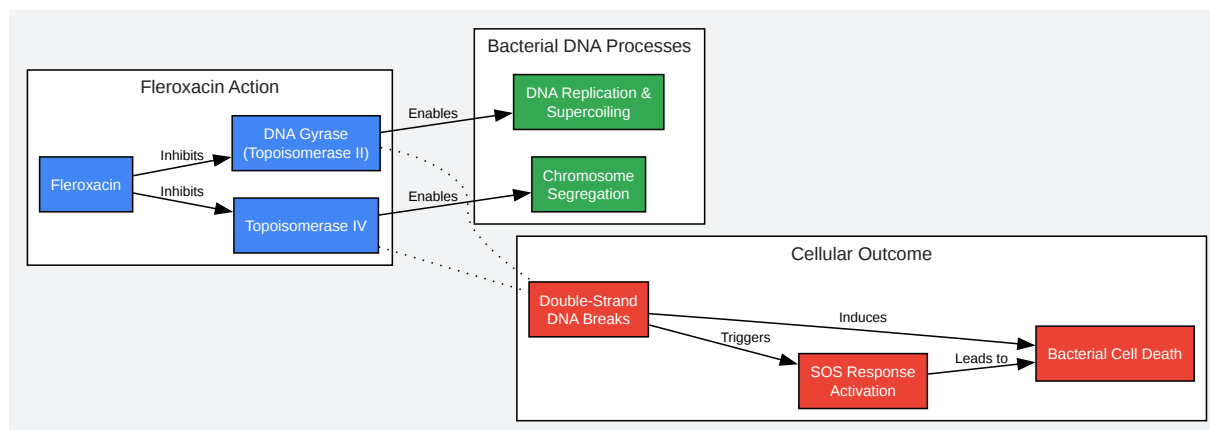 Bacterial DNA Processes
Fleroxacin Action
DNA Replication &
Supercoiling
Enables
DNA Gyrase
(Topoisomerase II)
Inhibits
Fleroxacin
Inhibits
Topoisomerase IV
Enables
Chromosome
Segregation
Cellular Outcome
Double-Strand
DNA Breaks
Induces
Triggers
SOS Response
Activation
Leads to
Bacterial Cell Death